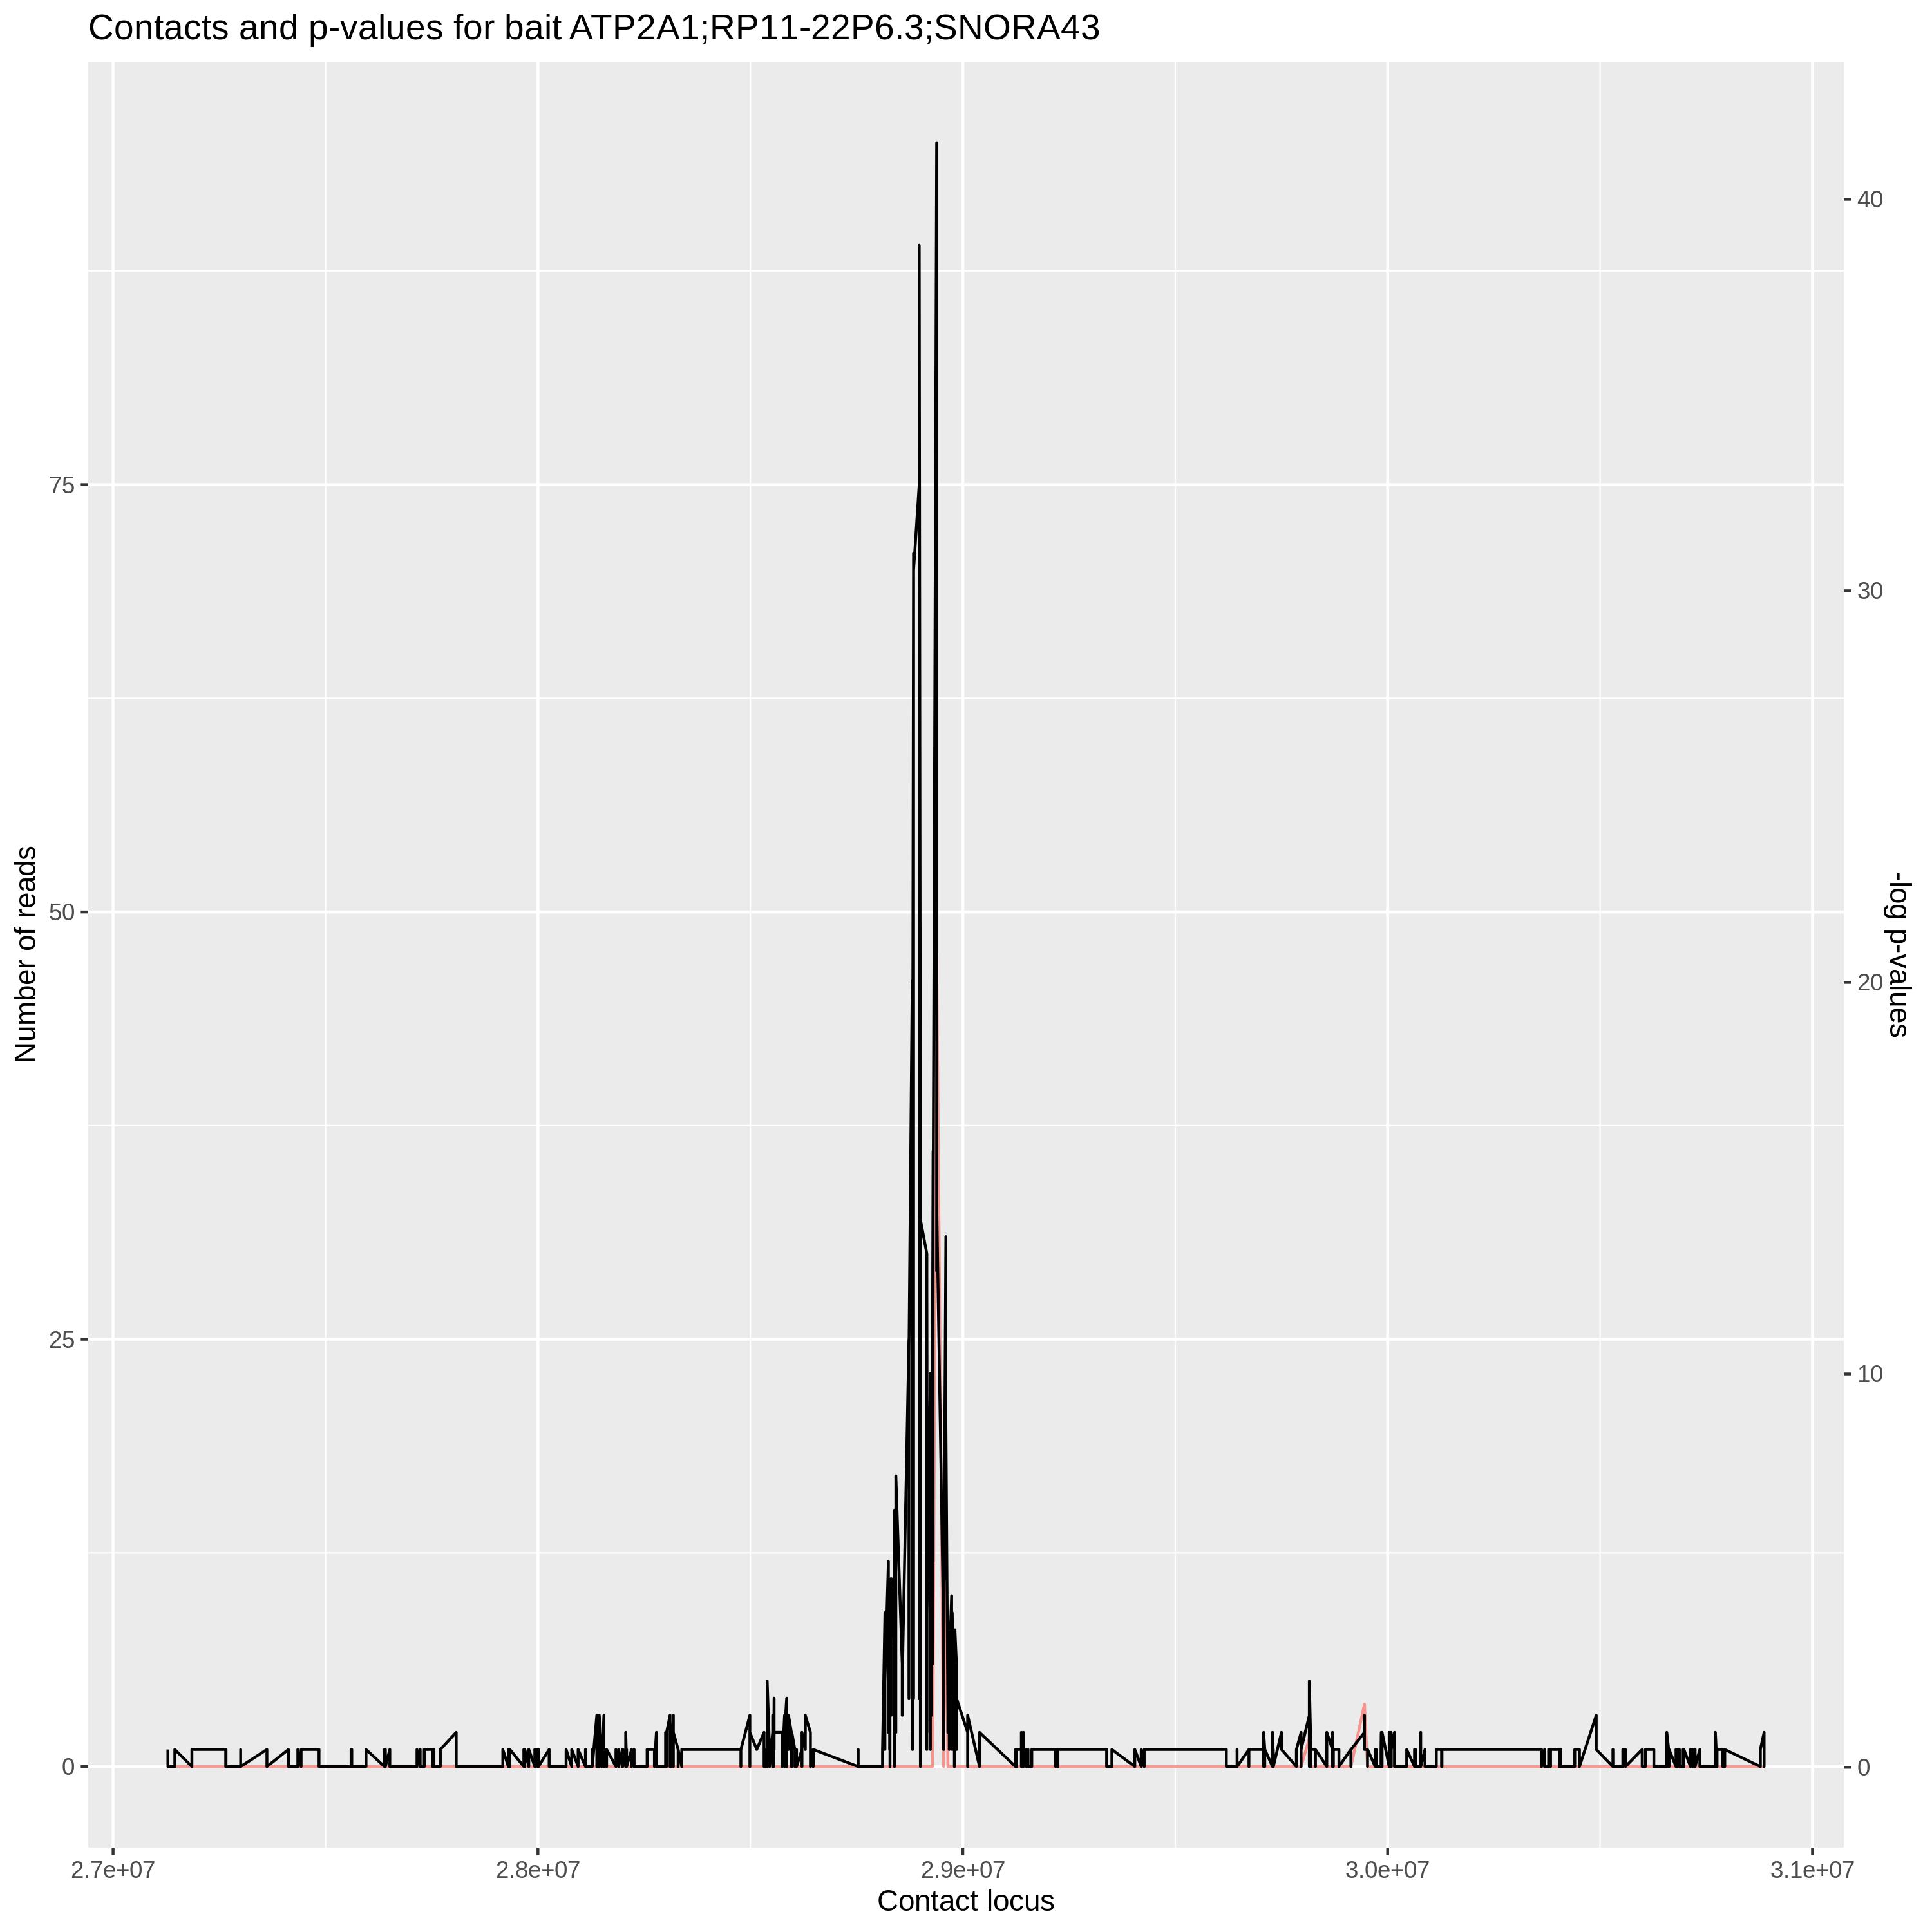 Contacts and p-values for bait ATP2A1;RP11-22P6.3;SNORA43
Number of reads
75
50
25
0
40
30
20
10
0
-log p-values
2.7e+07
2.8e+07
2.9e+07
3.0e+07
3.1e+07
Contact locus